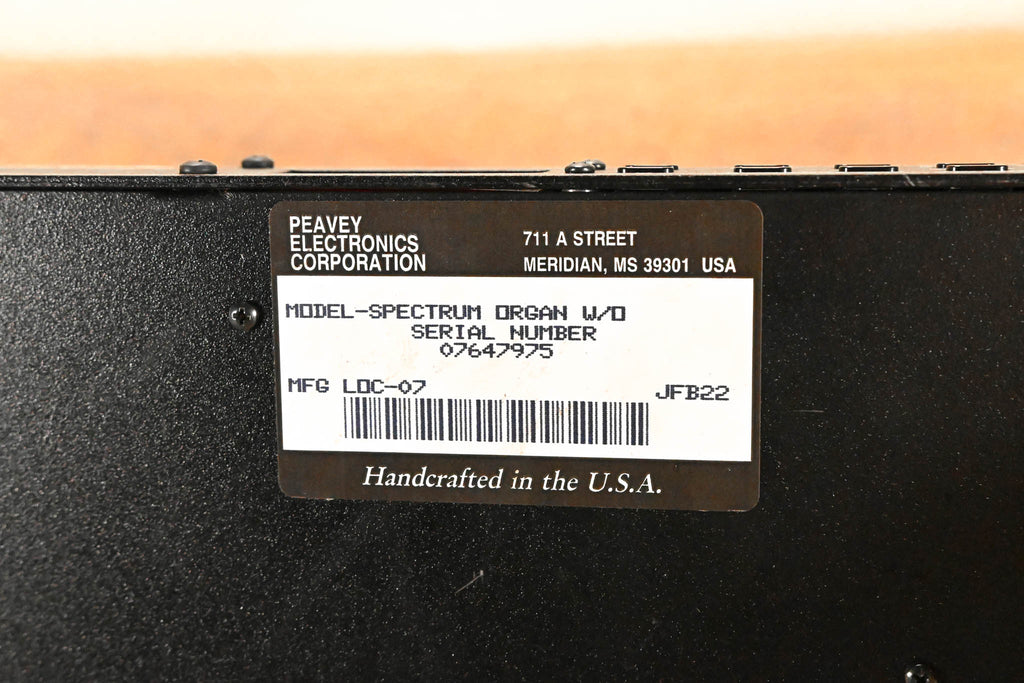 PEAVEY
ELECTRONICS
CORPORATION
711 A STREET
MERIDIAN, MS 39301 USA
MODEL-SPECTRUM ORGAN W/O
SERIAL NUMBER
07647975
MFG LOC-07
JFB22
Handcrafted in the U.S.A.